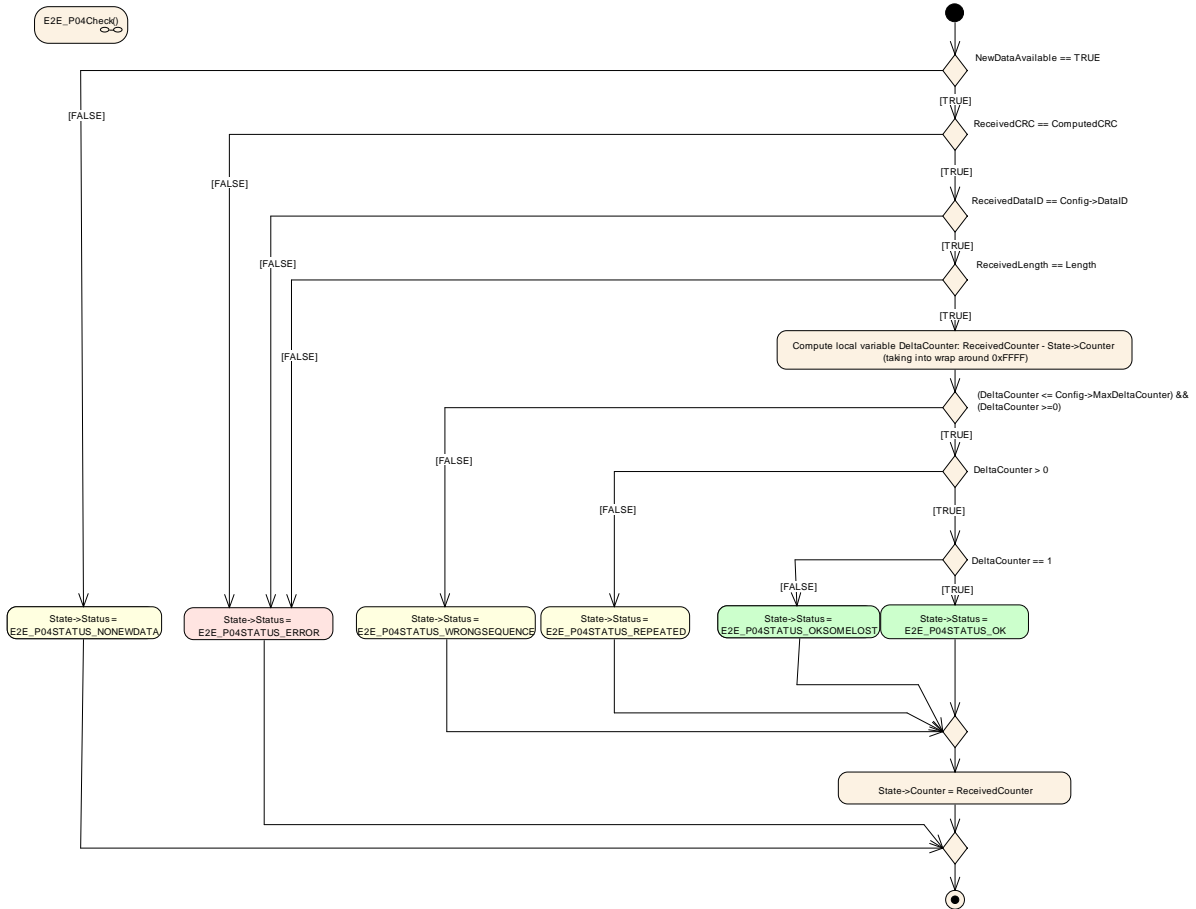 E2E_P04Check()
NewDataAvailable == TRUE
[FALSE]
[TRUE]
ReceivedCRC == ComputedCRC
[FALSE]
[TRUE]
ReceivedDataID == Config->DataID
[FALSE]
[TRUE]
ReceivedLength == Length
[FALSE]
[TRUE]
Compute local variable DeltaCounter: ReceivedCounter - State->Counter
(taking into wrap around 0xFFFF)
(DeltaCounter <= Config->MaxDeltaCounter) &&
(DeltaCounter >=0)
[FALSE]
[TRUE]
DeltaCounter > 0
[FALSE]
[TRUE]
DeltaCounter == 1
[FALSE]
[TRUE]
State->Status =
E2E_P04STATUS_NONEWDATA
State->Status =
E2E_P04STATUS_ERROR
State->Status =
E2E_P04STATUS_WRONGSEQUENCE
State->Status =
E2E_P04STATUS_REPEATED
State->Status =
E2E_P04STATUS_OKSOMELOST
State->Status =
E2E_P04STATUS_OK
State->Counter = ReceivedCounter